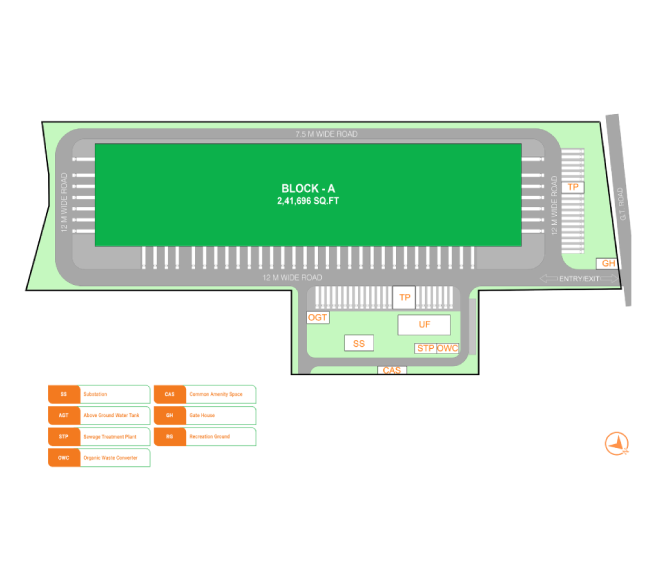 7.5 M WIDE ROAD
12 M WIDE ROAD
BLOCK - A
2,41,696 SQ.FT
12 M WIDE ROAD
TP
G.T. ROAD
GH
12 M WIDE ROAD
ENTRY/EXIT
TP
OGT
UF
SS
STP
OWC
CAS
SS Substation
CAS Common Amenity Space
AGT Above Ground Water Tank
GH Gate House
STP Sewage Treatment Plant
RG Recreation Ground
OWC Organic Waste Converter